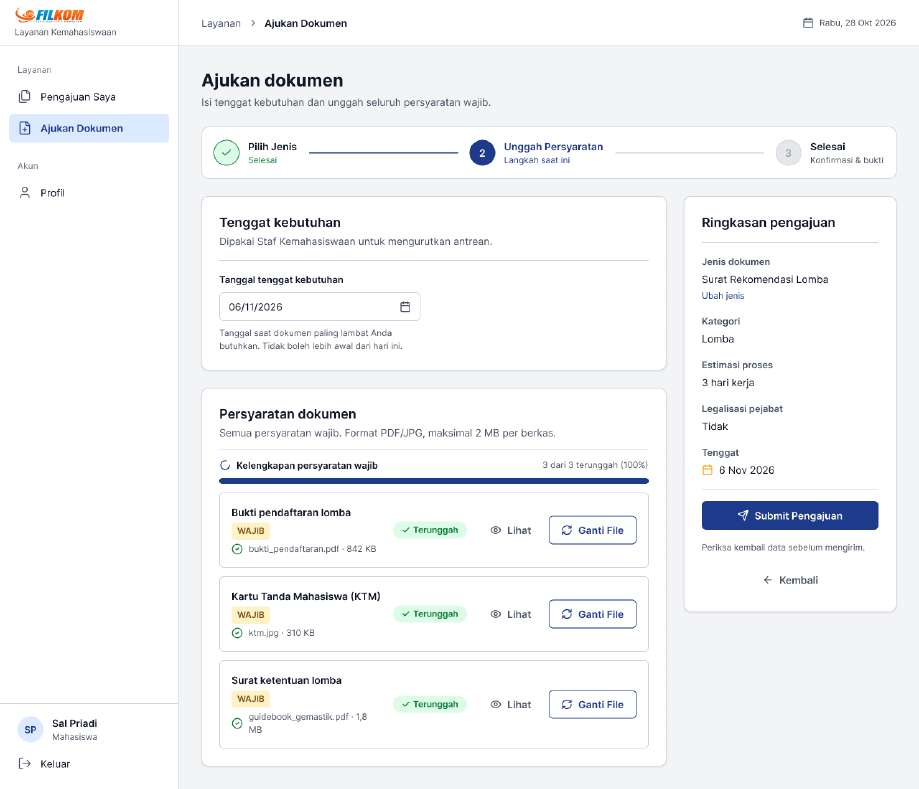 FILKOM
Layanan Kemahasiswaan
Layanan
Pengajuan Saya
Ajukan Dokumen
Akun
Profil
SP
Sal Priadi
Mahasiswa
Keluar
Layanan > Ajukan Dokumen
Rabu, 28 Okt 2026
Ajukan dokumen
Isi tenggat kebutuhan dan unggah seluruh persyaratan wajib.
Pilih Jenis
Selesai
2
Unggah Persyaratan
Langkah saat ini
3
Selesai
Konfirmasi & bukti
Tenggat kebutuhan
Dipakai Staf Kemahasiswaan untuk mengurutkan antrean.
Tanggal tenggat kebutuhan
06/11/2026
Tanggal saat dokumen paling lambat Anda
butuhkan. Tidak boleh lebih awal dari hari ini.
Persyaratan dokumen
Semua persyaratan wajib. Format PDF/JPG, maksimal 2 MB per berkas.
Kelengkapan persyaratan wajib
3 dari 3 terunggah (100%)
Bukti pendaftaran lomba
WAJIB
bukti_pendaftaran.pdf · 842 KB
Terunggah
Lihat
Ganti File
Kartu Tanda Mahasiswa (KTM)
WAJIB
ktm.jpg · 310 KB
Terunggah
Lihat
Ganti File
Surat ketentuan lomba
WAJIB
guidebook_gemastik.pdf · 1,8
MB
Terunggah
Lihat
Ganti File
Ringkasan pengajuan
Jenis dokumen
Surat Rekomendasi Lomba
Ubah jenis
Kategori
Lomba
Estimasi proses
3 hari kerja
Legalisasi pejabat
Tidak
Tenggat
6 Nov 2026
Submit Pengajuan
Periksa kembali data sebelum mengirim.
Kembali